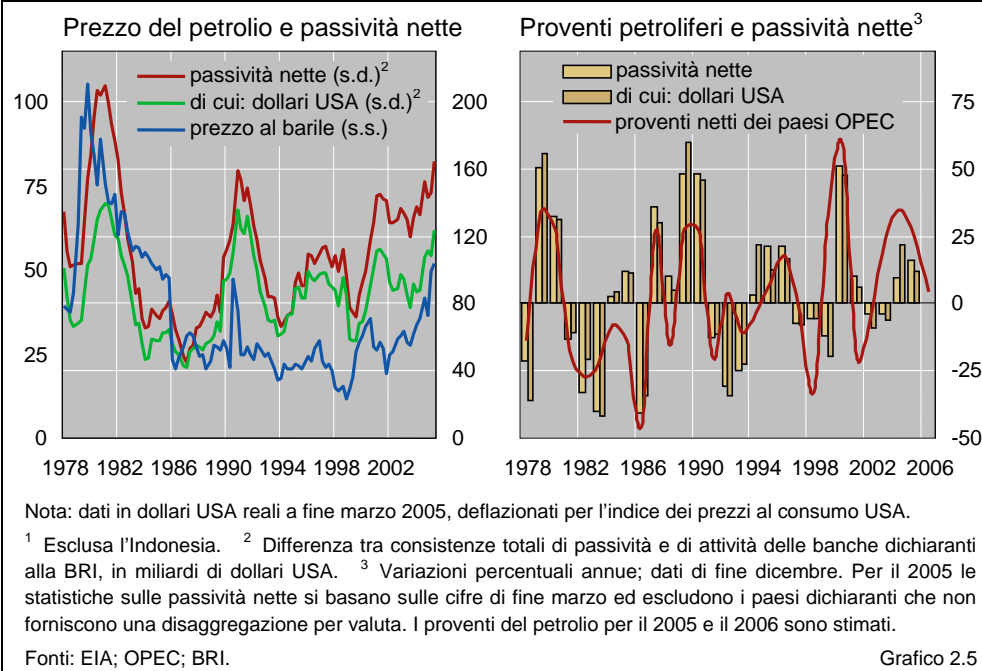 Prezzo del petrolio e passività nette
passività nette (s.d.)²
di cui: dollari USA (s.d.)²
prezzo al barile (s.s.)
100
75
50
25
0
200
160
120
80
40
0
1978 1982 1986 1990 1994 1998 2002
Proventi petroliferi e passività nette³
passività nette
di cui: dollari USA
proventi netti dei paesi OPEC
75
50
25
0
-25
-50
1978 1982 1986 1990 1994 1998 2002 2006
Nota: dati in dollari USA reali a fine marzo 2005, deflazionati per l’indice dei prezzi al consumo USA.
¹ Esclusa l’Indonesia. ² Differenza tra consistenze totali di passività e di attività delle banche dichiaranti
alla BRI, in miliardi di dollari USA. ³ Variazioni percentuali annue; dati di fine dicembre. Per il 2005 le
statistiche sulle passività nette si basano sulle cifre di fine marzo ed escludono i paesi dichiaranti che non
forniscono una disaggregazione per valuta. I proventi del petrolio per il 2005 e il 2006 sono stimati.
Fonti: EIA; OPEC; BRI. Grafico 2.5